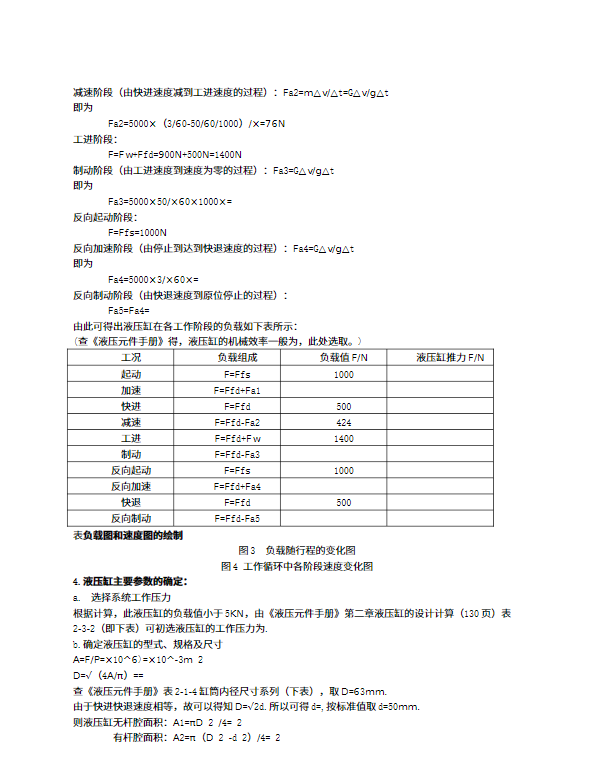 减速阶段（由快进速度减到工进速度的过程）：Fa2=m△v/△t=G△v/g△t
即为
Fa2=5000×（3/60-50/60/1000）/×=76N
工进阶段：
F=Fw+Ffd=900N+500N=1400N
制动阶段（由工进速度到速度为零的过程）：Fa3=G△v/g△t
即为
Fa3=5000×50/×60×1000×=
反向起动阶段：
F=Ffs=1000N
反向加速阶段（由停止到达到快退速度的过程）：Fa4=G△v/g△t
即为
Fa4=5000×3/×60×=
反向制动阶段（由快退速度到原位停止的过程）：
Fa5=Fa4=
由此可得出液压缸在各工作阶段的负载如下表所示：
（查《液压元件手册》得，液压缸的机械效率一般为，此处选取。）
工况 负载组成 负载值 F/N 液压缸推力 F/N
起动 F=Ffs 1000
加速 F=Ffd+Fa1
快进 F=Ffd 500
减速 F=Ffd-Fa2 424
工进 F=Ffd+Fw 1400
制动 F=Ffd-Fa3
反向起动 F=Ffs 1000
反向加速 F=Ffd+Fa4
快退 F=Ffd 500
反向制动 F=Ffd-Fa5
表负载图和速度图的绘制
图 3 负载随行程的变化图
图 4 工作循环中各阶段速度变化图
4.液压缸主要参数的确定：
a. 选择系统工作压力
根据计算，此液压缸的负载值小于 5KN，由《液压元件手册》第二章液压缸的设计计算（130 页）表
2-3-2（即下表）可初选液压缸的工作压力为.
b.确定液压缸的型式、规格及尺寸
A=F/P=×10^6）=×10^-3m 2
D=√（4A/π）==
查《液压元件手册》表 2-1-4 缸筒内径尺寸系列（下表），取 D=63mm.
由于快进快退速度相等，故可以得知 D=√2d.所以可得 d=,按标准值取 d=50mm.
则液压缸无杆腔面积：A1=πD 2 /4= 2
有杆腔面积：A2=π（D 2 -d 2）/4= 2